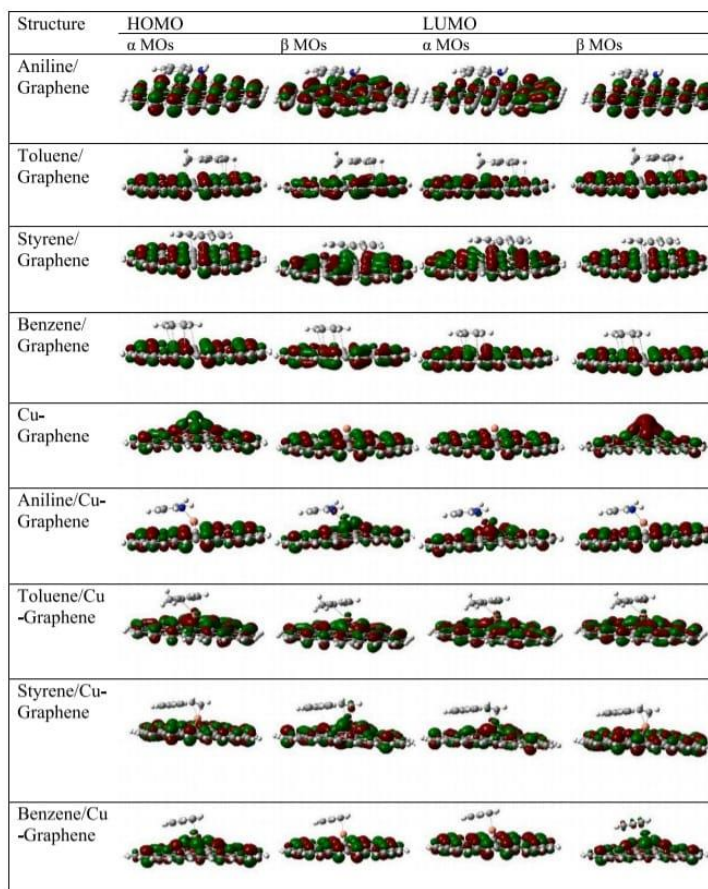 Structure HOMO LUMO
α MOs β MOs α MOs β MOs
Aniline/
Graphene
Toluene/
Graphene
Styrene/
Graphene
Benzene/
Graphene
Cu-
Graphene
Aniline/Cu-
Graphene
Toluene/Cu
-Graphene
Styrene/Cu-
Graphene
Benzene/Cu
-Graphene